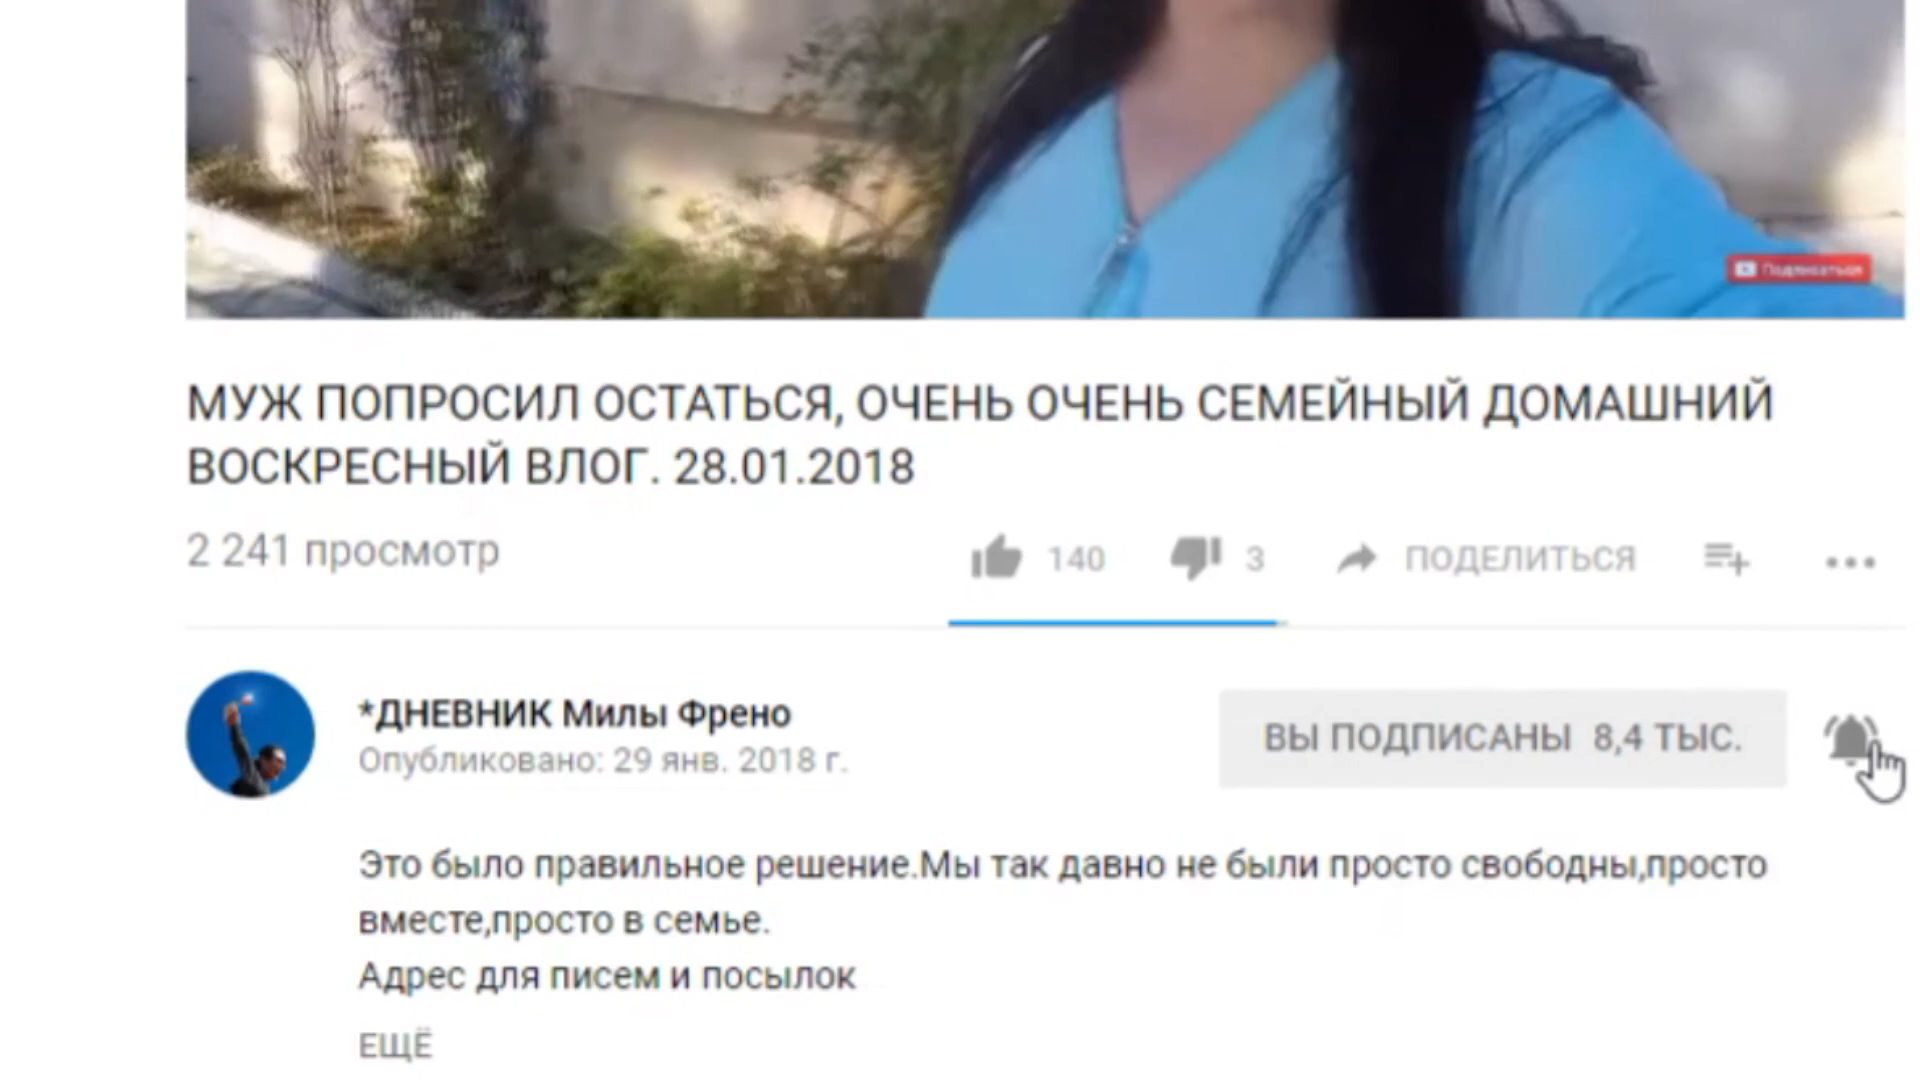 Подписаться
МУЖ ПОПРОСИЛ ОСТАТЬСЯ, ОЧЕНЬ ОЧЕНЬ СЕМЕЙНЫЙ ДОМАШНИЙ
ВОСКРЕСНЫЙ ВЛОГ. 28.01.2018
2 241 просмотр
140
3
ПОДЕЛИТЬСЯ
*ДНЕВНИК Милы Френо
Опубликовано: 29 янв. 2018 г.
ВЫ ПОДПИСАНЫ 8,4 ТЫС.
Это было правильное решение.Мы так давно не были просто свободны,просто
вместе,просто в семье.
Адрес для писем и посылок
ЕЩЁ